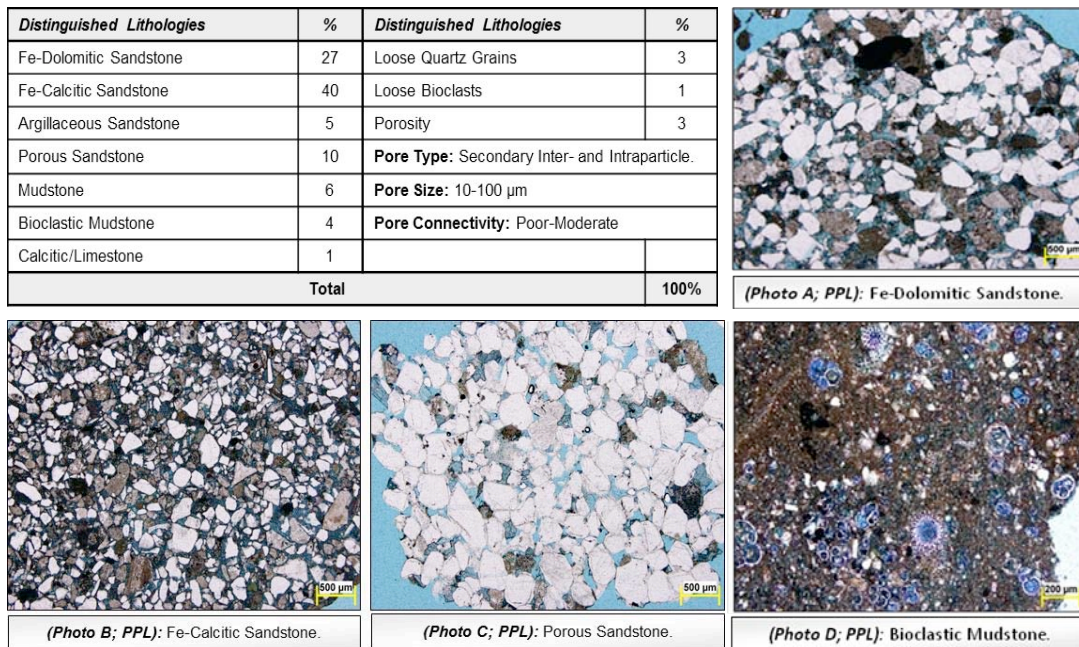 Distinguished Lithologies % Distinguished Lithologies %
Fe-Dolomitic Sandstone 27 Loose Quartz Grains 3
Fe-Calcitic Sandstone 40 Loose Bioclasts 1
Argillaceous Sandstone 5 Porosity 3
Porous Sandstone 10 Pore Type: Secondary Inter- and Intraparticle.
Mudstone 6 Pore Size: 10-100 µm
Bioclastic Mudstone 4 Pore Connectivity: Poor-Moderate
Calcitic/Limestone 1
Total 100%
500 µm
(Photo A; PPL): Fe-Dolomitic Sandstone.
500 µm
(Photo B; PPL): Fe-Calcitic Sandstone.
500 µm
(Photo C; PPL): Porous Sandstone.
200 µm
(Photo D; PPL): Bioclastic Mudstone.